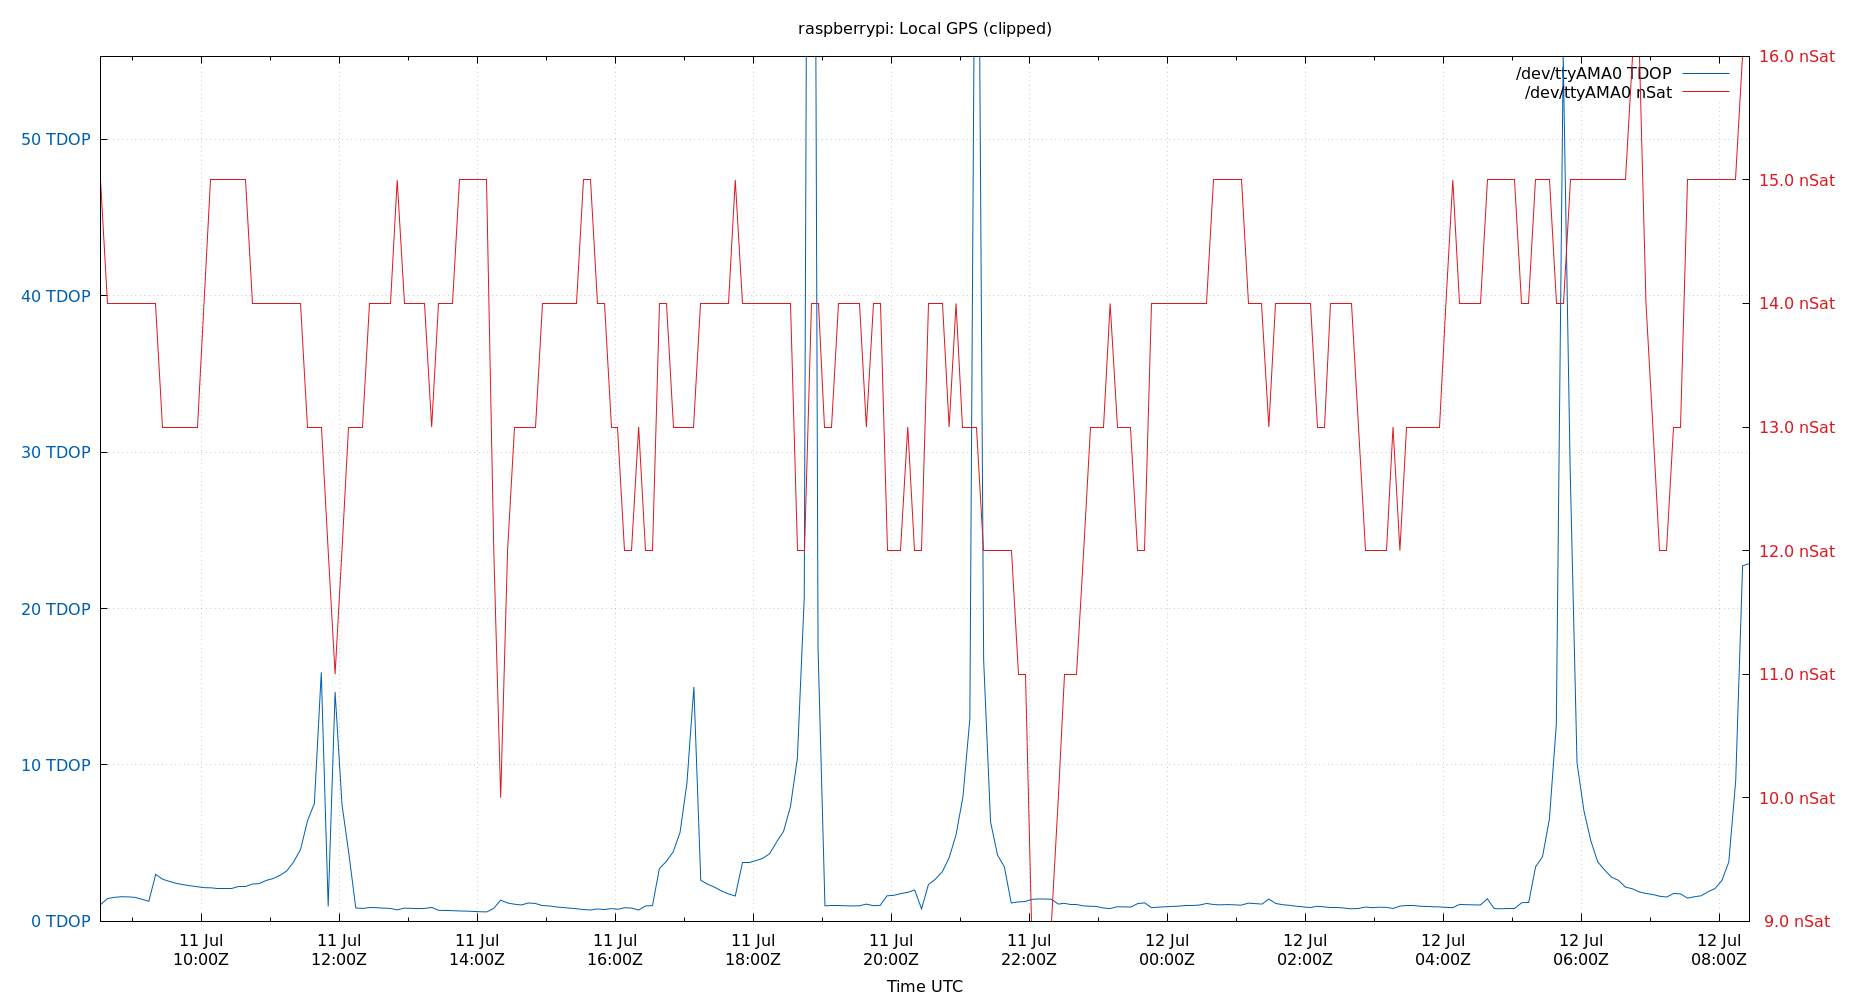 raspberrypi: Local GPS (clipped)
16.0 nSat
/dev/ttyAMA0 TDOP
/dev/ttyAMA0 nSat
50 TDOP
15.0 nSat
40 TDOP
14.0 nSat
30 TDOP
13.0 nSat
12.0 nSat
20 TDOP
11.0 nSat
10 TDOP
10.0 nSat
0 TDOP
9.0 nSat
11 Jul 11 Jul 11 Jul 11 Jul 11 Jul 11 Jul 11 Jul 12 Jul 12 Jul 12 Jul 12 Jul 12 Jul
10:00Z 12:00Z 14:00Z 16:00Z 18:00Z 20:00Z 22:00Z 00:00Z 02:00Z 04:00Z 06:00Z 08:00Z
Time UTC